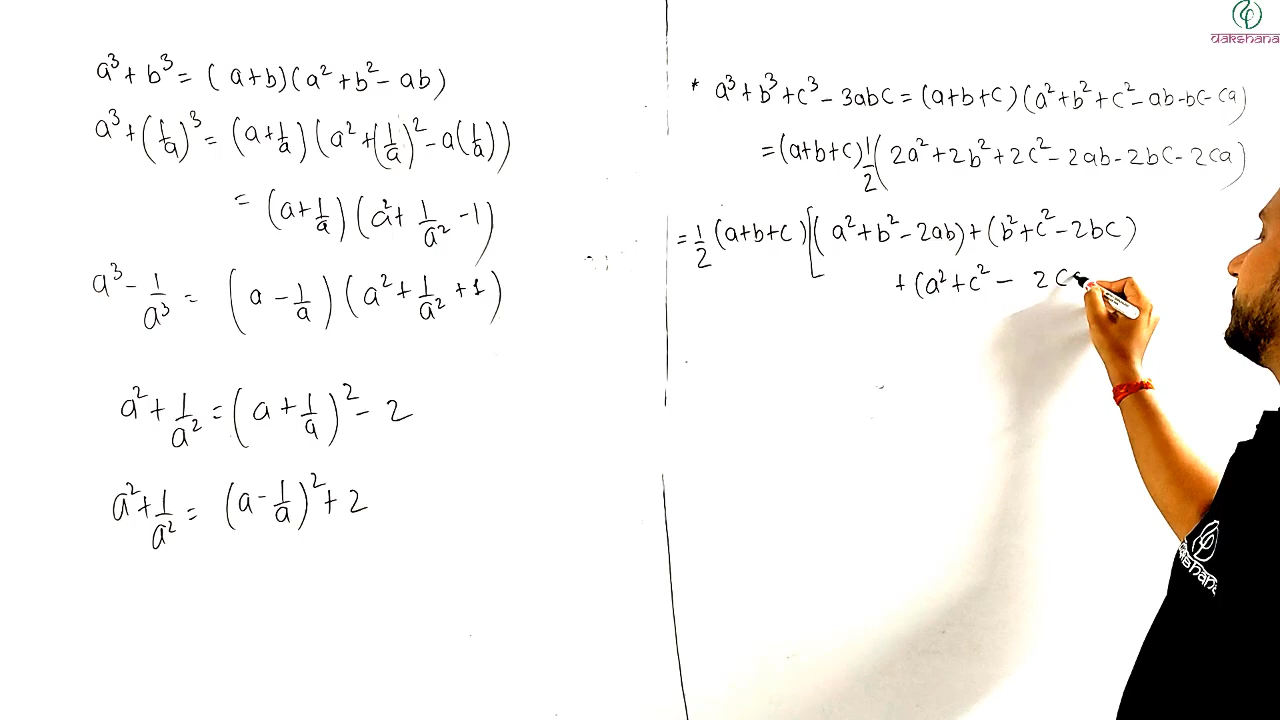 a³ + b³ = (a+b)(a² + b² - ab)
a³ + (1/a)³ = (a + 1/a)(a² + (1/a)² - a(1/a))
= (a + 1/a)(a² + 1/a² - 1)
a³ - 1/a³ = (a - 1/a)(a² + 1/a² + 1)
a² + 1/a² = (a + 1/a)² - 2
a² + 1/a² = (a - 1/a)² + 2
* a³ + b³ + c³ - 3abc = (a+b+c)(a² + b² + c² - ab - bc - ca)
= (a+b+c) 1/2 (2a² + 2b² + 2c² - 2ab - 2bc - 2ca)
= 1/2 (a+b+c) [(a² + b² - 2ab) + (b² + c² - 2bc)
+ (a² + c² - 2ca
dakshana
dakshana